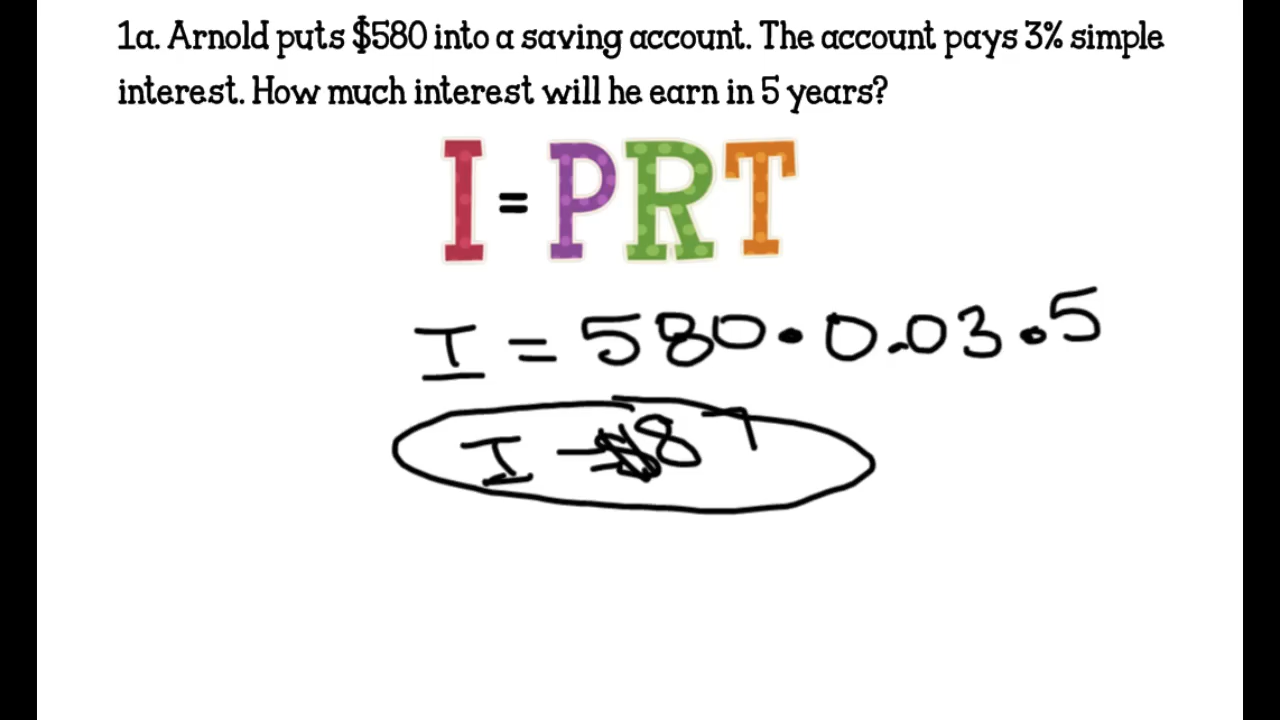 1a. Arnold puts $580 into a saving account. The account pays 3% simple
interest. How much interest will he earn in 5 years?
I = PRT
I = 580 • 0.03 • 5
I = $87